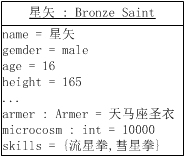 星矢 : Bronze Saint
name = 星矢
gemder = male
age = 16
height = 165
...
armer : Armer = 天马座圣衣
microcosm : int = 10000
skills = {流星拳,彗星拳}